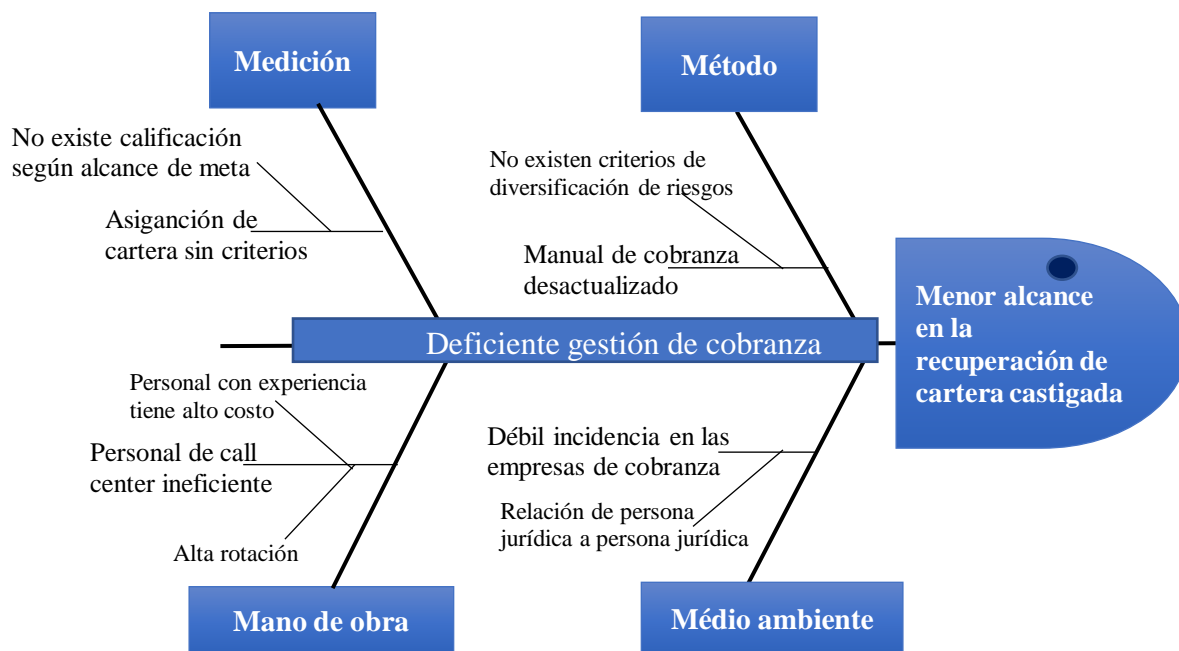 Medición
Método
No existe calificación
según alcance de meta
Asiganción de
cartera sin criterios
No existen criterios de
diversificación de riesgos
Manual de cobranza
desactualizado
Deficiente gestión de cobranza
Menor alcance
en la
recuperación de
cartera castigada
Personal con experiencia
tiene alto costo
Personal de call
center ineficiente
Alta rotación
Débil incidencia en las
empresas de cobranza
Relación de persona
jurídica a persona jurídica
Mano de obra
Médio ambiente